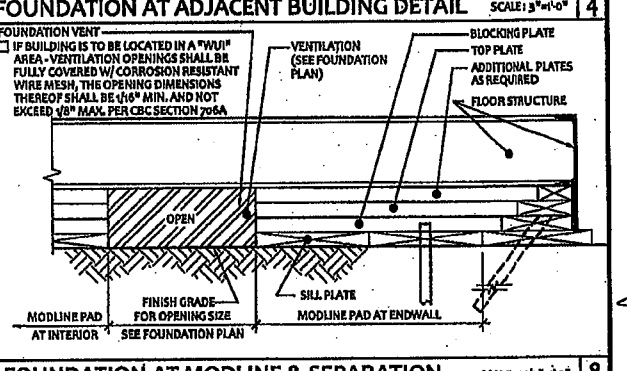 FOUNDATION AT ADJACENT BUILDING DETAIL
SCALE: 3"=1'-0"
4
FOUNDATION VENT
IF BUILDING IS TO BE LOCATED IN A "WUI"
AREA - VENTILATION OPENINGS SHALL BE
FULLY COVERED W/ CORROSION RESISTANT
WIRE MESH, THE OPENING DIMENSIONS
THEREOF SHALL BE 1/16" MIN. AND NOT
EXCEED 1/8" MAX. PER CBC SECTION 706A
VENTILATION
(SEE FOUNDATION
PLAN)
BLOCKING PLATE
TOP PLATE
ADDITIONAL PLATES
AS REQUIRED
FLOOR STRUCTURE
OPEN
FINISH GRADE
FOR OPENING SIZE
SEE FOUNDATION PLAN
SILL PLATE
MODLINE PAD
AT INTERIOR
MODLINE PAD AT ENDWALL
FOUNDATION AT MODLINE & SEPARATION